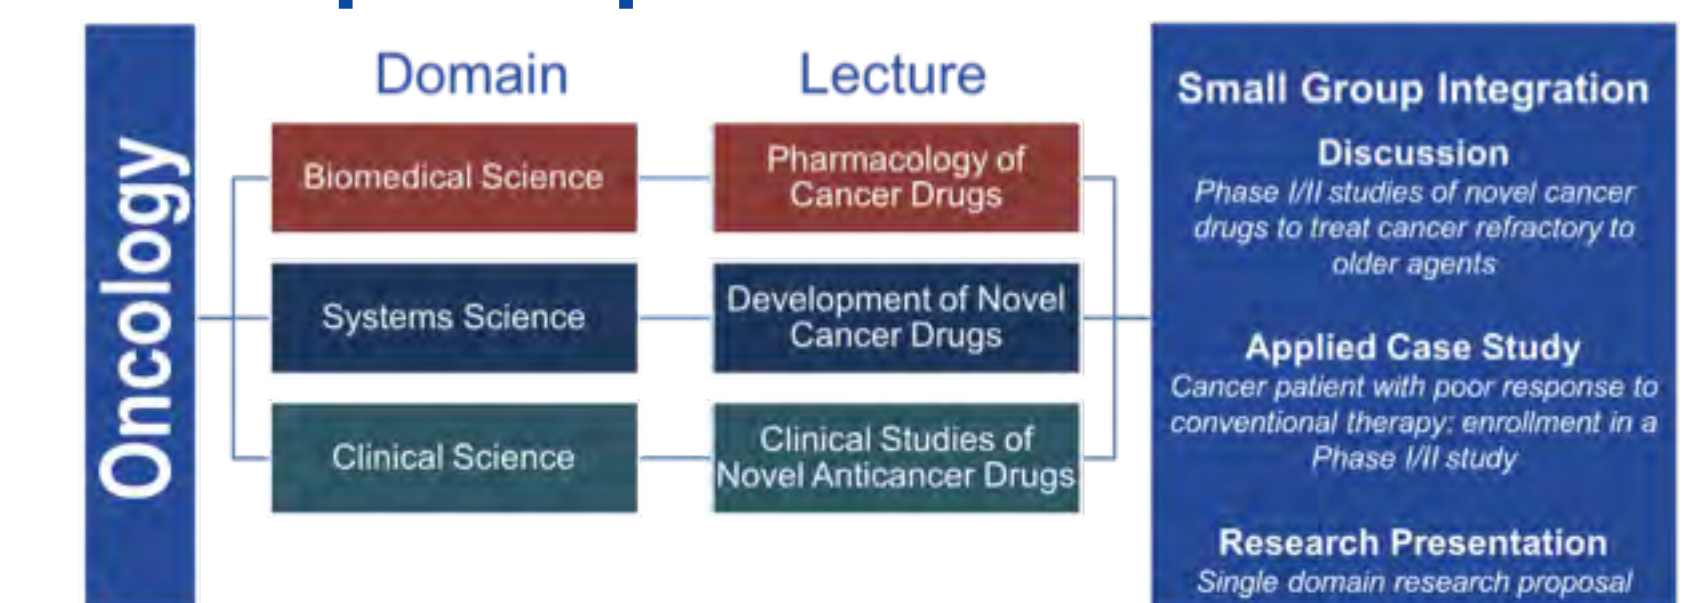 Oncology
Domain
Lecture
Biomedical Science
Pharmacology of
Cancer Drugs
Systems Science
Development of Novel
Cancer Drugs
Clinical Science
Clinical Studies of
Novel Anticancer Drugs
Small Group Integration
Discussion
Phase I/II studies of novel cancer
drugs to treat cancer refractory to
older agents
Applied Case Study
Cancer patient with poor response to
conventional therapy: enrollment in a
Phase I/II study
Research Presentation
Single domain research proposal